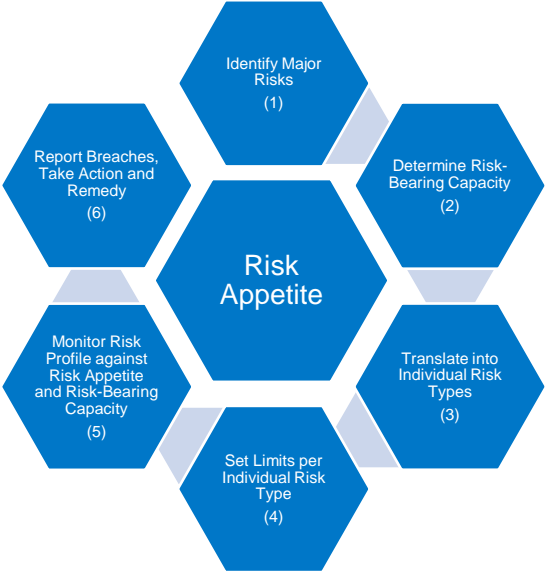 Identify Major
Risks
(1)
Determine Risk-
Bearing Capacity
(2)
Translate into
Individual Risk
Types
(3)
Set Limits per
Individual Risk
Type
(4)
Monitor Risk
Profile against
Risk Appetite
and Risk-Bearing
Capacity
(5)
Report Breaches,
Take Action and
Remedy
(6)
Risk
Appetite